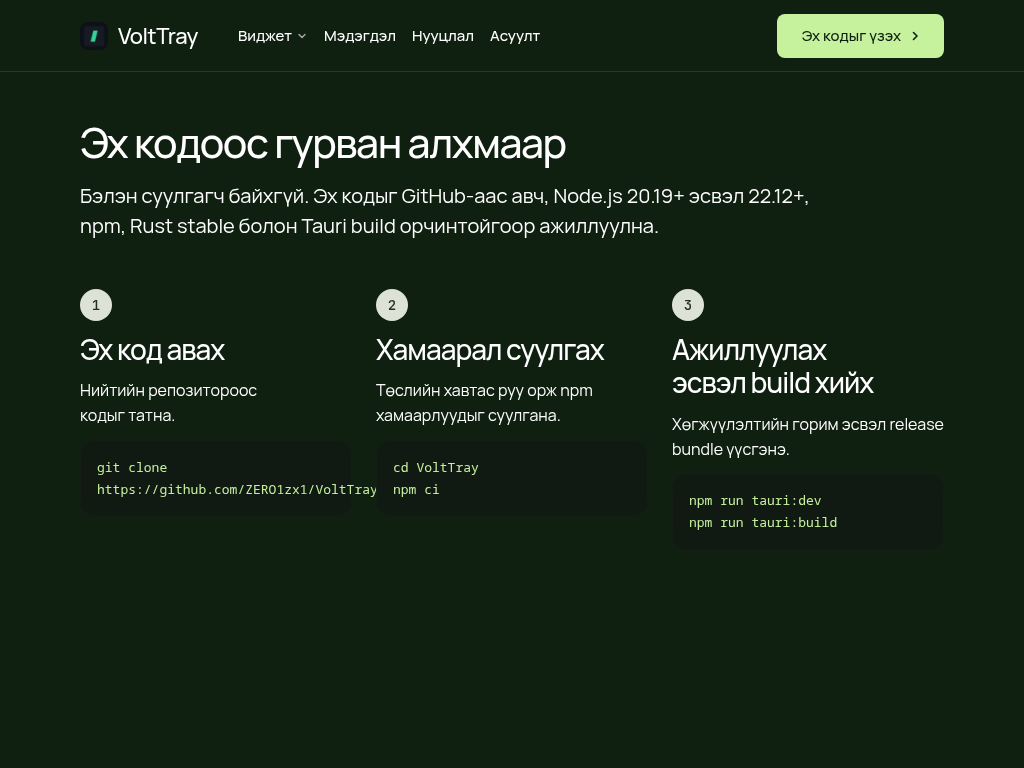 VoltTray
Виджет
Мэдэгдэл
Нууцлал
Асуулт
Эх кодыг үзэх
Эх кодоос гурван алхмаар
Бэлэн суулгагч байхгүй. Эх кодыг GitHub-аас авч, Node.js 20.19+ эсвэл 22.12+,
npm, Rust stable болон Tauri build орчинтойгоор ажиллуулна.
1
Эх код авах
Нийтийн репозитороос
кодыг татна.
git clone
https://github.com/ZERO1zx1/VoltTray
2
Хамаарал суулгах
Төслийн хавтас руу орж npm
хамаарлуудыг суулгана.
cd VoltTray
npm ci
3
Ажиллуулах
эсвэл build хийх
Хөгжүүлэлтийн горим эсвэл release
bundle үүсгэнэ.
npm run tauri:dev
npm run tauri:build